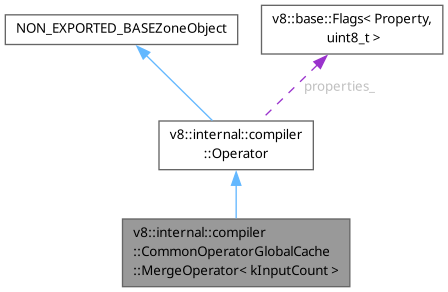 NON_EXPORTED_BASEZoneObject
v8::base::Flags< Property,
uint8_t >
properties_
v8::internal::compiler
::Operator
v8::internal::compiler
::CommonOperatorGlobalCache
::MergeOperator< kInputCount >